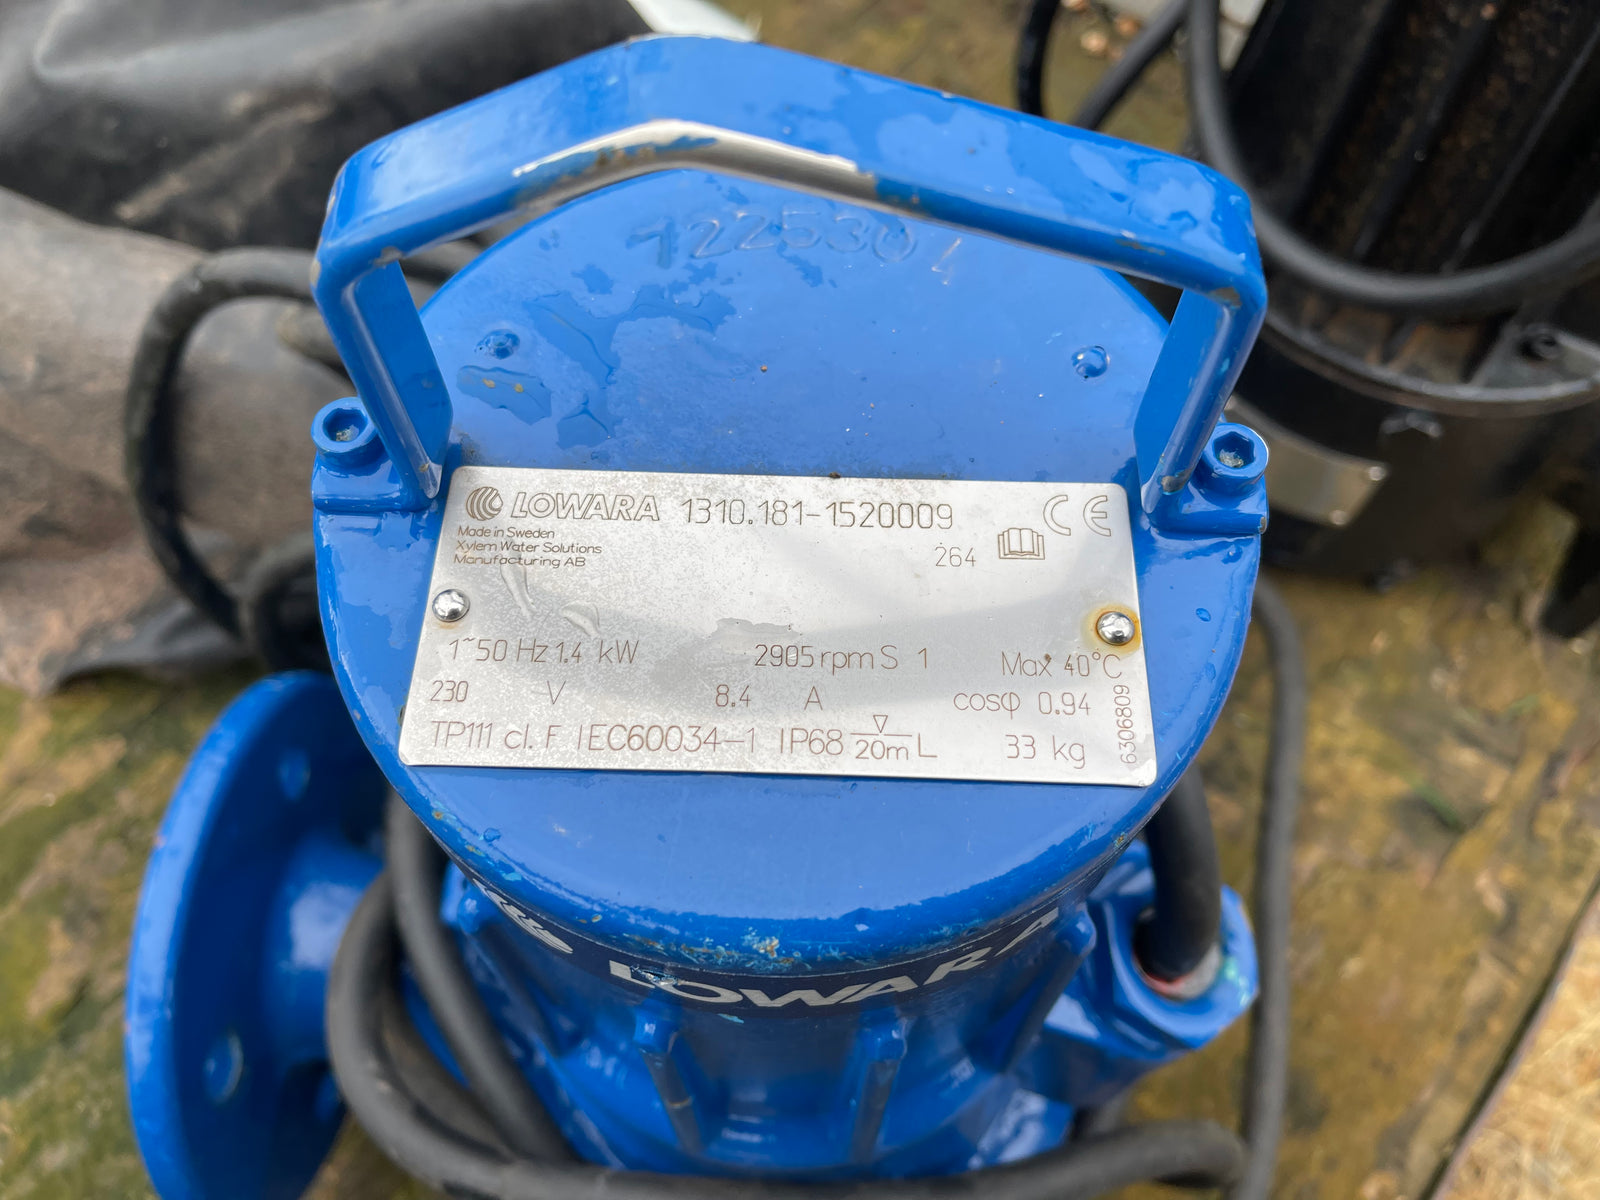 1225304
LOWARA 1310.181-1520009 CE
Made in Sweden
Xylem Water Solutions
Manufacturing AB
264
1~50 Hz 1.4 kW 2905 rpm S 1 Max 40°C
230 V 8.4 A cosφ 0.94
TP111 cl. F IEC60034-1 IP68 20m L 33 kg
6306809
LOWARA